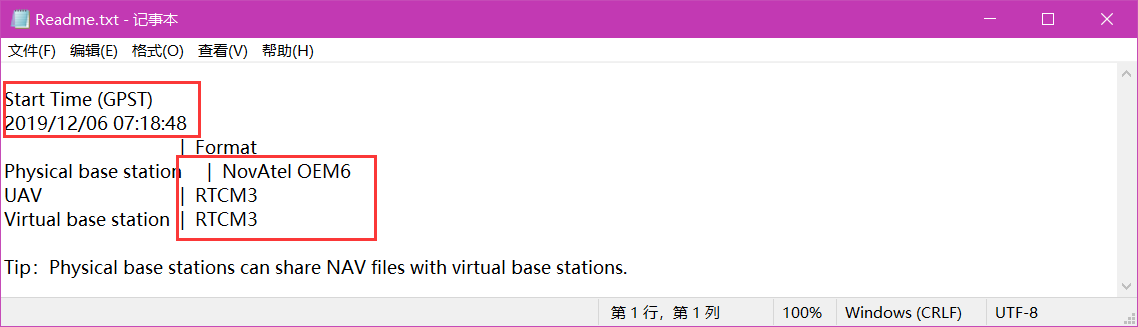 Readme.txt - 记事本
文件(F) 编辑(E) 格式(O) 查看(V) 帮助(H)
Start Time (GPST)
2019/12/06 07:18:48
| Format
Physical base station | NovAtel OEM6
UAV | RTCM3
Virtual base station | RTCM3
Tip：Physical base stations can share NAV files with virtual base stations.
第 1 行，第 1 列 100% Windows (CRLF) UTF-8